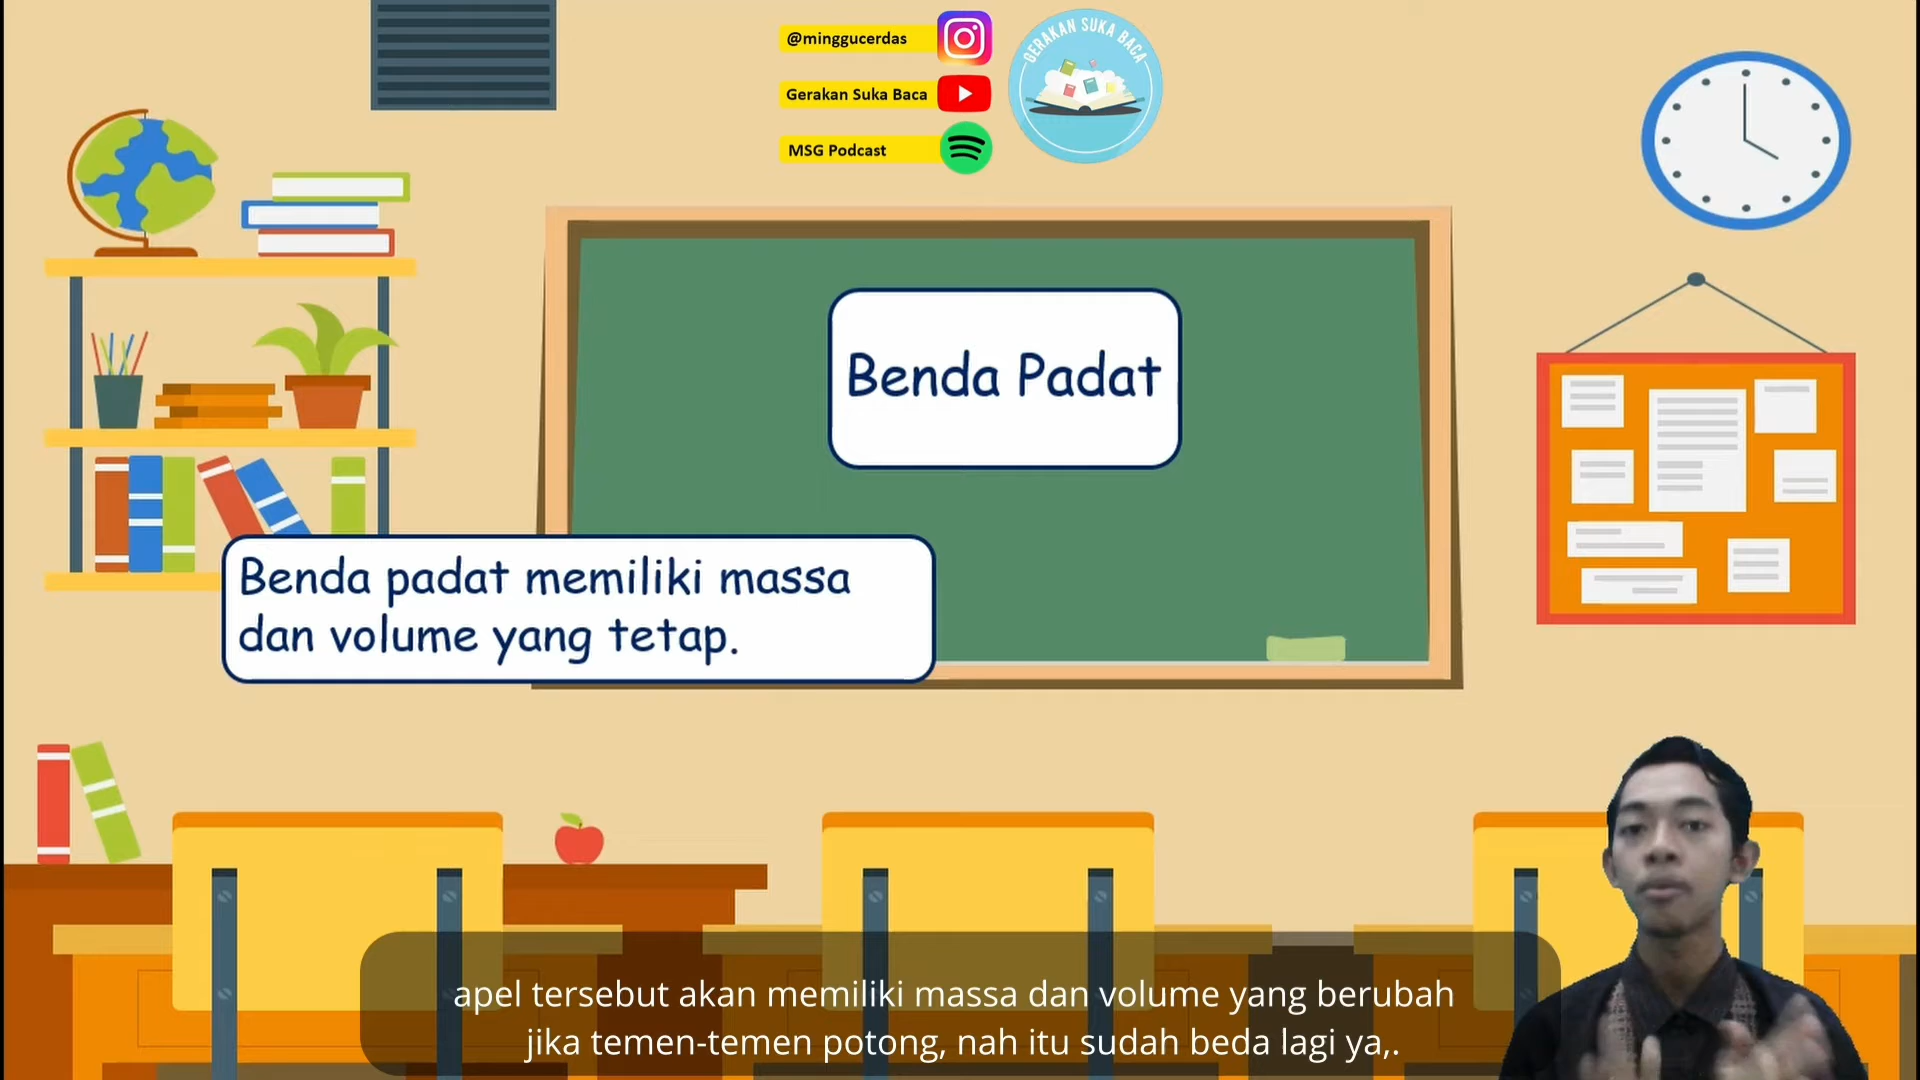 @minggucerdas
Gerakan Suka Baca
MSG Podcast
GERAKAN SUKA BACA
Benda Padat
Benda padat memiliki massa
dan volume yang tetap.
apel tersebut akan memiliki massa dan volume yang berubah
jika temen-temen potong, nah itu sudah beda lagi ya,.